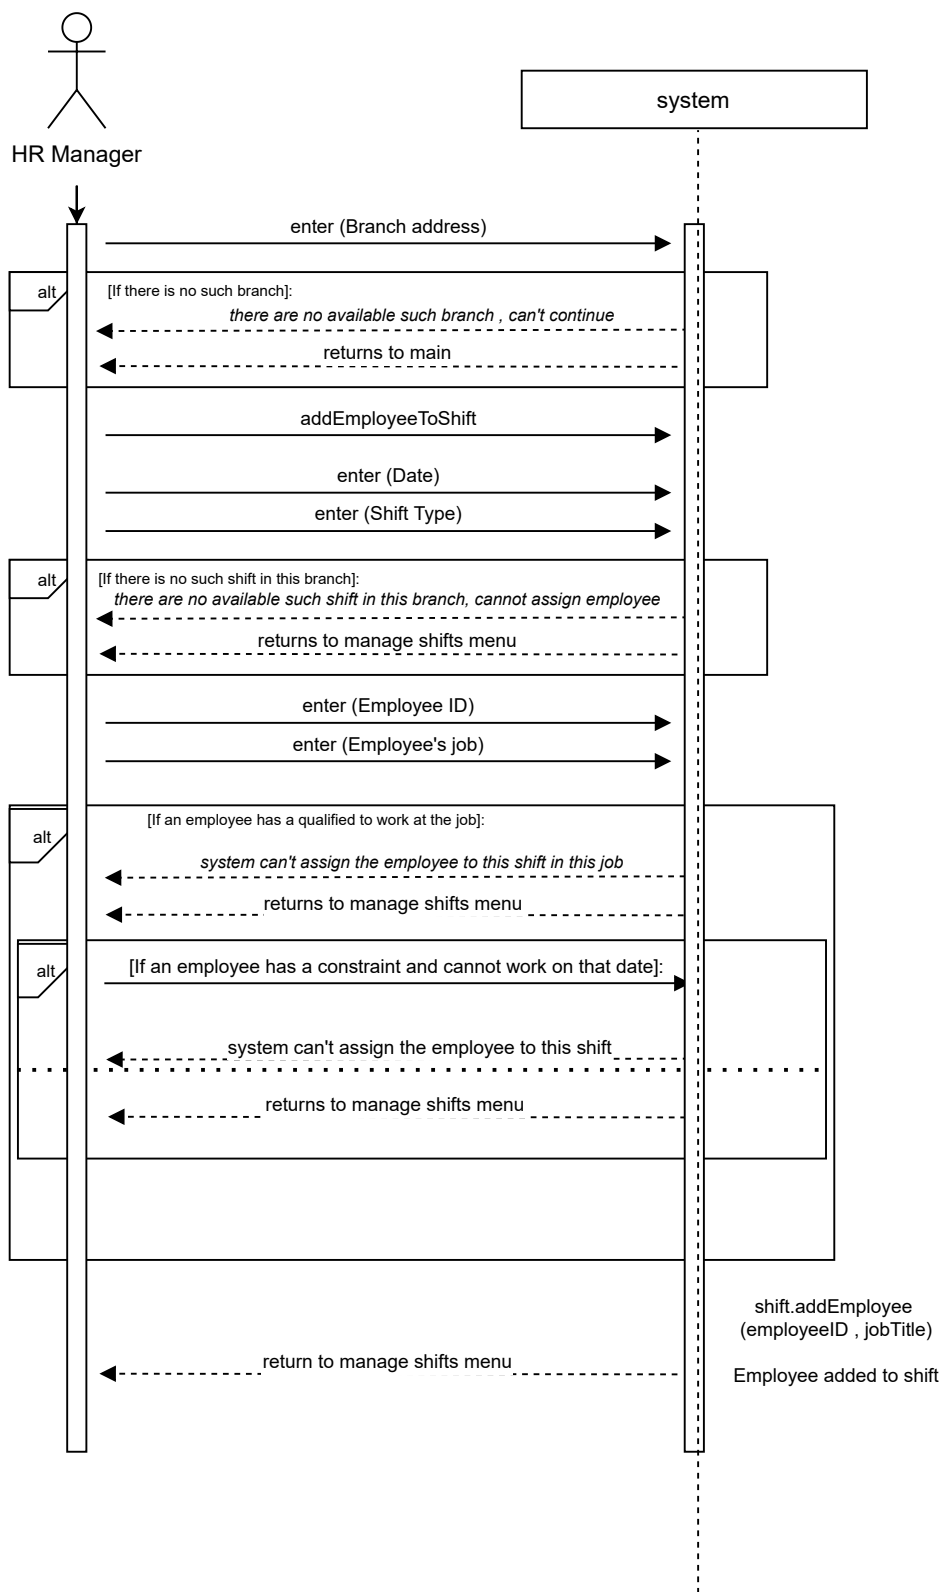 HR Manager
system
enter (Branch address)
alt
[If there is no such branch]:
there are no available such branch , can't continue
returns to main
addEmployeeToShift
enter (Date)
enter (Shift Type)
alt
[If there is no such shift in this branch]:
there are no available such shift in this branch, cannot assign employee
returns to manage shifts menu
enter (Employee ID)
enter (Employee's job)
alt
[If an employee has a qualified to work at the job]:
system can't assign the employee to this shift in this job
returns to manage shifts menu
alt
[If an employee has a constraint and cannot work on that date]:
system can't assign the employee to this shift
returns to manage shifts menu
shift.addEmployee
(employeeID , jobTitle)
return to manage shifts menu
Employee added to shift